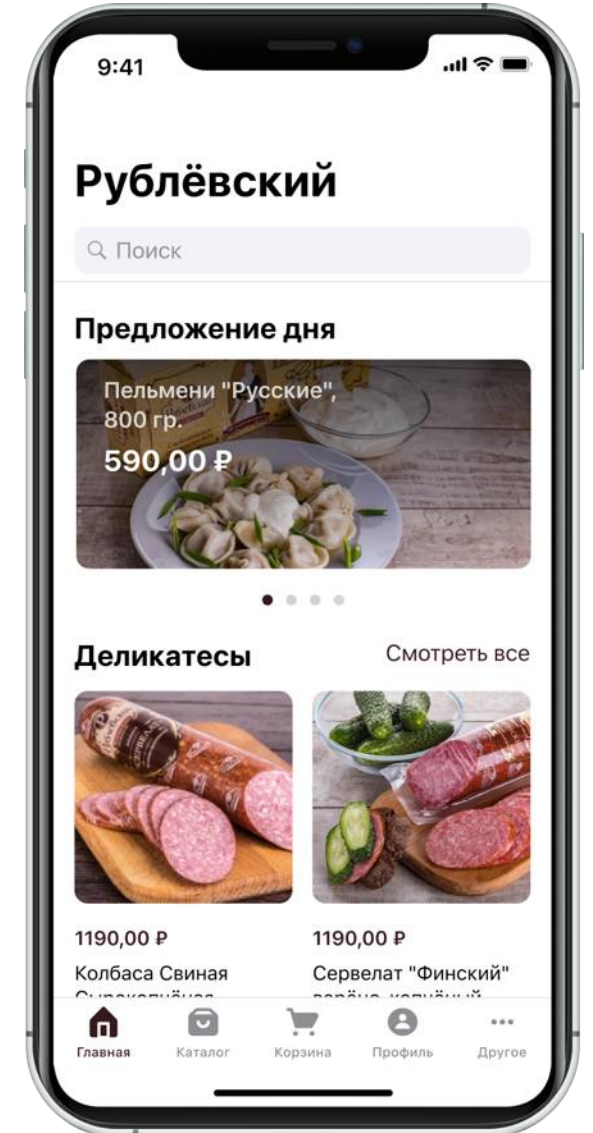 9:41
Рублёвский
Поиск
Предложение дня
Пельмени "Русские",
800 гр.
590,00 ₽
Деликатесы
Смотреть все
1190,00 ₽
1190,00 ₽
Колбаса Свиная
Сервелат "Финский"
Главная
Каталог
Корзина
Профиль
Другое